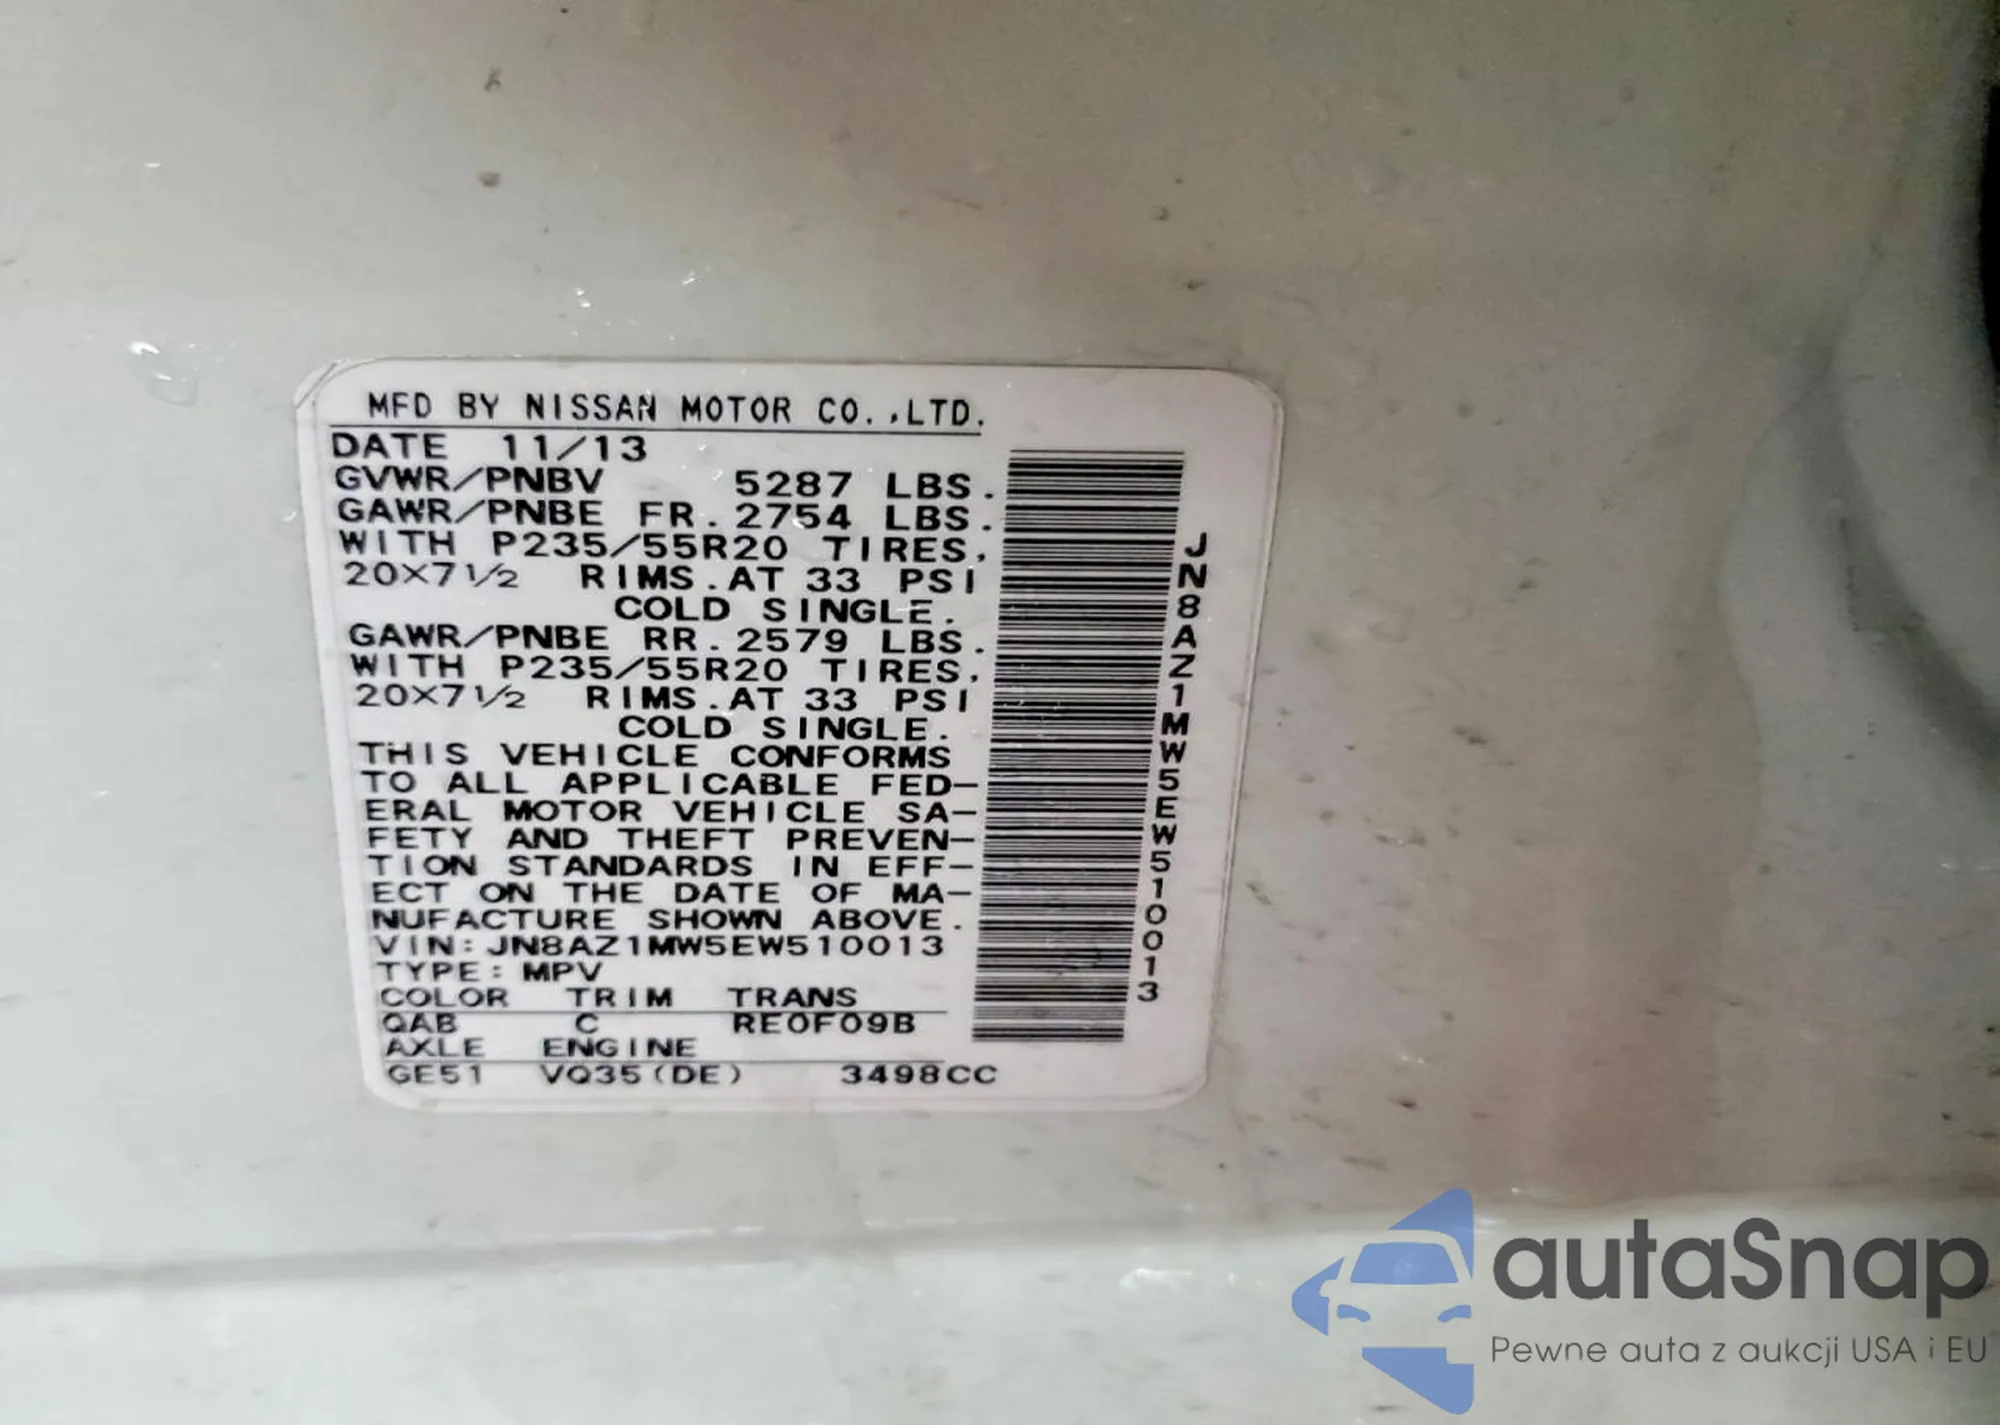 MFD BY NISSAN MOTOR CO.,LTD.
DATE 11/13
GVWR/PNBV 5287 LBS.
GAWR/PNBE FR. 2754 LBS.
WITH P235/55R20 TIRES,
20X7 1/2 RIMS.AT 33 PSI
COLD SINGLE.
GAWR/PNBE RR. 2579 LBS.
WITH P235/55R20 TIRES,
20X7 1/2 RIMS.AT 33 PSI
COLD SINGLE.
THIS VEHICLE CONFORMS
TO ALL APPLICABLE FED-
ERAL MOTOR VEHICLE SA-
FETY AND THEFT PREVEN-
TION STANDARDS IN EFF-
ECT ON THE DATE OF MA-
NUFACTURE SHOWN ABOVE.
VIN: JN8AZ1MW5EW510013
TYPE: MPV
COLOR TRIM TRANS
QAB C RE0F09B
AXLE ENGINE
GE51 VQ35(DE) 3498CC
JN8AZ1MW5EW510013
autaSnap
Pewne auta z aukcji USA i EU